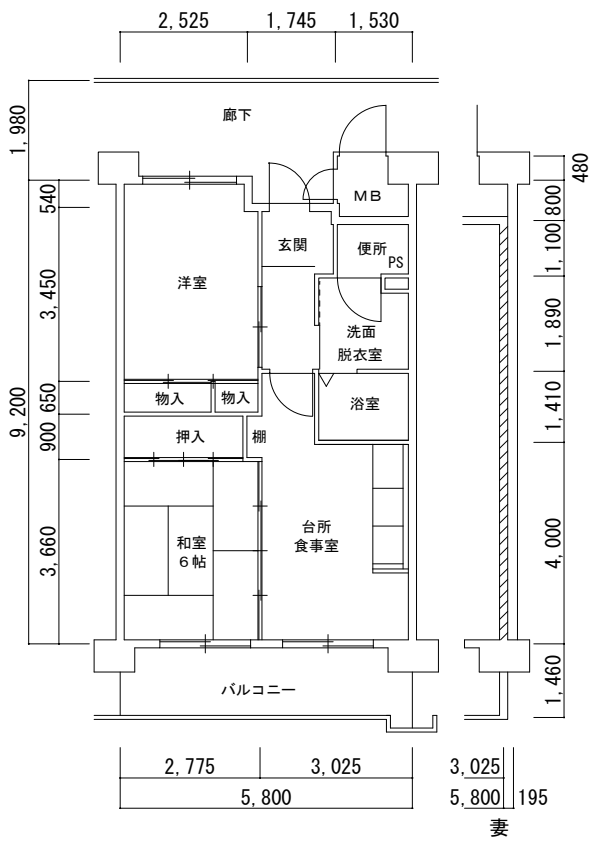 2,525
1,745
1,530
1,980
廊下
480
540
MB
800
玄関
便所
PS
1,100
3,450
洋室
洗面
脱衣室
1,890
9,200
650
物入
物入
浴室
1,410
900
押入
棚
3,660
和室
6帖
台所
食事室
4,000
バルコニー
1,460
2,775
3,025
3,025
5,800
5,800
195
妻